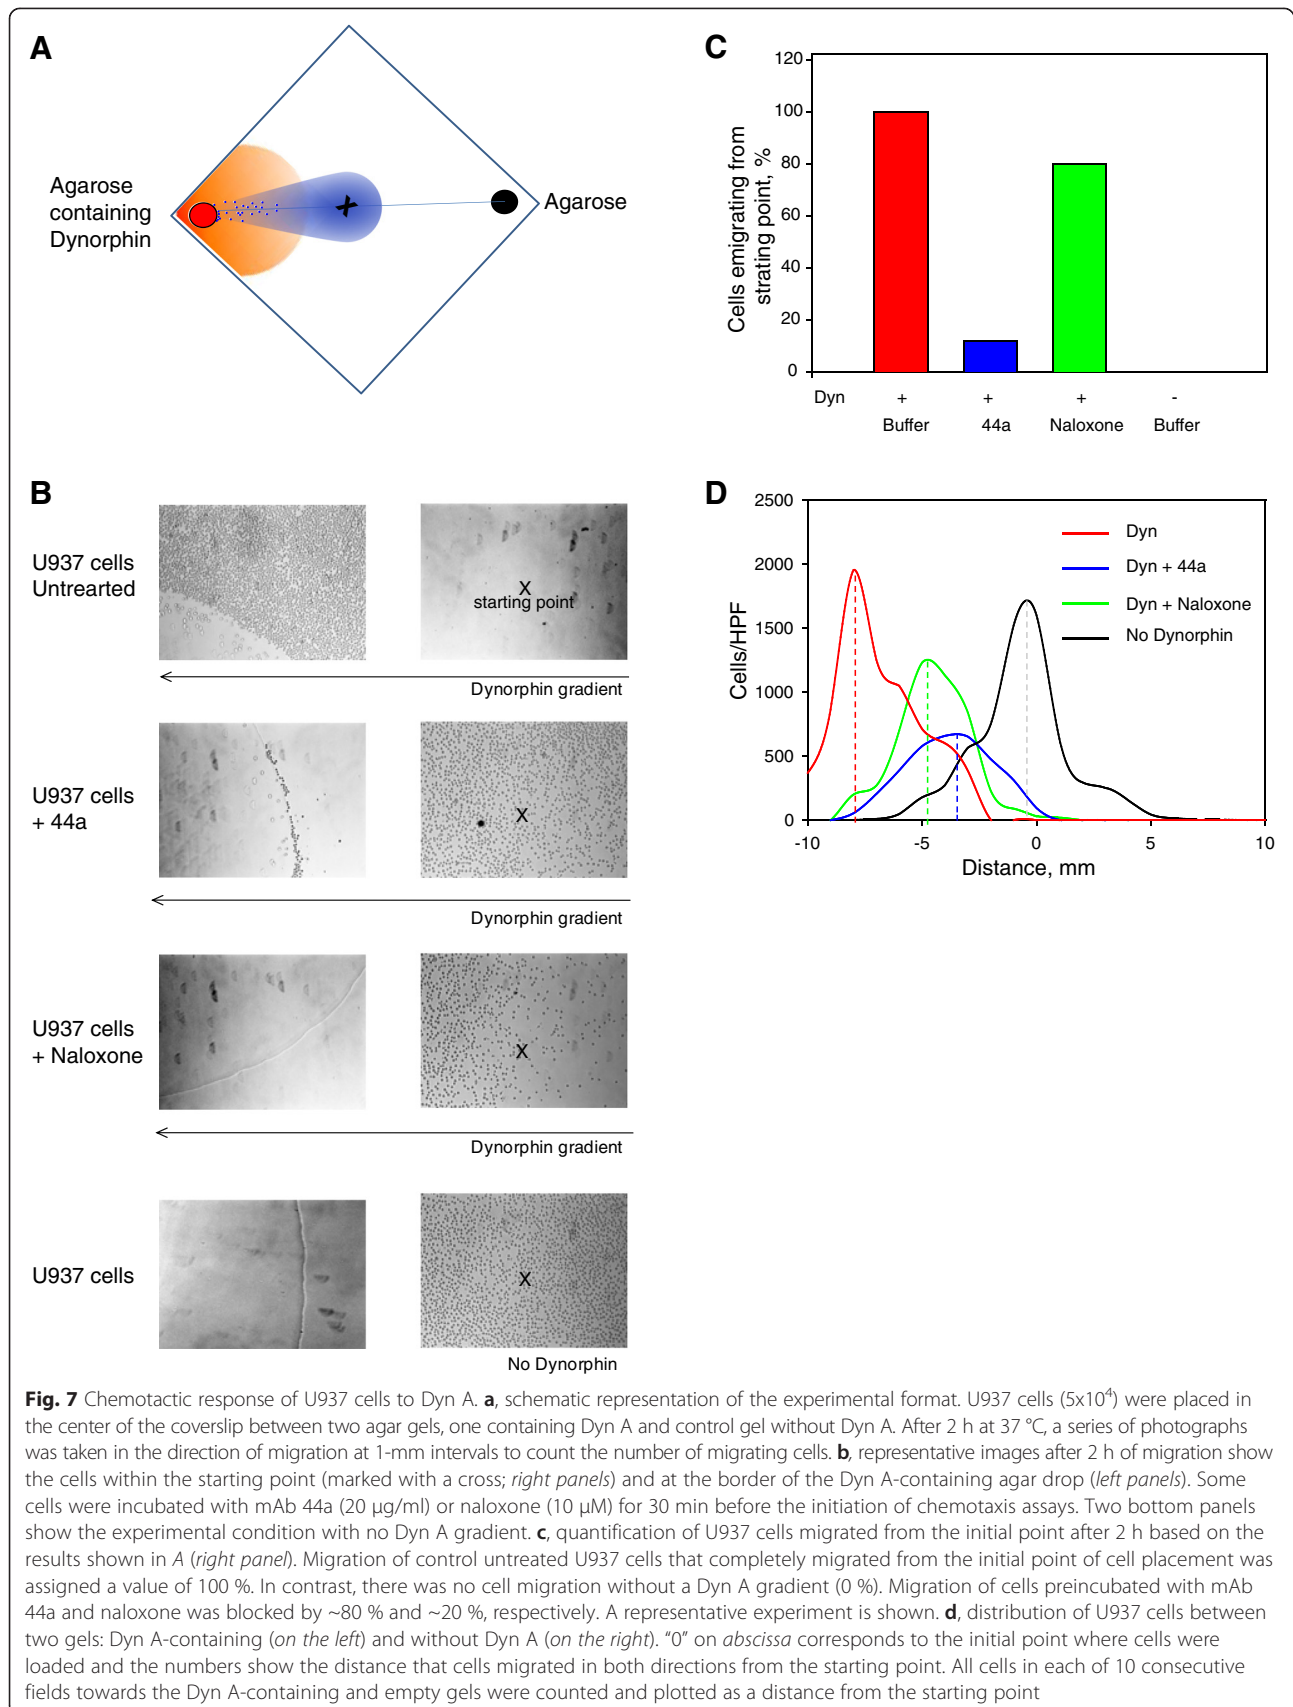 A
Agarose
containing
Dynorphin
Agarose
C
Cells emigrating from
strating point, %
120
100
80
60
40
20
0
Dyn + + + -
Buffer 44a Naloxone Buffer
B
U937 cells
Untrearted
X
starting point
Dynorphin gradient
U937 cells
+ 44a
X
Dynorphin gradient
U937 cells
+ Naloxone
X
Dynorphin gradient
U937 cells
X
No Dynorphin
D
Cells/HPF
2500
2000
1500
1000
500
0
Dyn
Dyn + 44a
Dyn + Naloxone
No Dynorphin
-10 -5 0 5 10
Distance, mm
Fig. 7 Chemotactic response of U937 cells to Dyn A. a, schematic representation of the experimental format. U937 cells (5x10⁴) were placed in
the center of the coverslip between two agar gels, one containing Dyn A and control gel without Dyn A. After 2 h at 37 °C, a series of photographs
was taken in the direction of migration at 1-mm intervals to count the number of migrating cells. b, representative images after 2 h of migration show
the cells within the starting point (marked with a cross; right panels) and at the border of the Dyn A-containing agar drop (left panels). Some
cells were incubated with mAb 44a (20 μg/ml) or naloxone (10 μM) for 30 min before the initiation of chemotaxis assays. Two bottom panels
show the experimental condition with no Dyn A gradient. c, quantification of U937 cells migrated from the initial point after 2 h based on the
results shown in A (right panel). Migration of control untreated U937 cells that completely migrated from the initial point of cell placement was
assigned a value of 100 %. In contrast, there was no cell migration without a Dyn A gradient (0 %). Migration of cells preincubated with mAb
44a and naloxone was blocked by ~80 % and ~20 %, respectively. A representative experiment is shown. d, distribution of U937 cells between
two gels: Dyn A-containing (on the left) and without Dyn A (on the right). "0" on abscissa corresponds to the initial point where cells were
loaded and the numbers show the distance that cells migrated in both directions from the starting point. All cells in each of 10 consecutive
fields towards the Dyn A-containing and empty gels were counted and plotted as a distance from the starting point